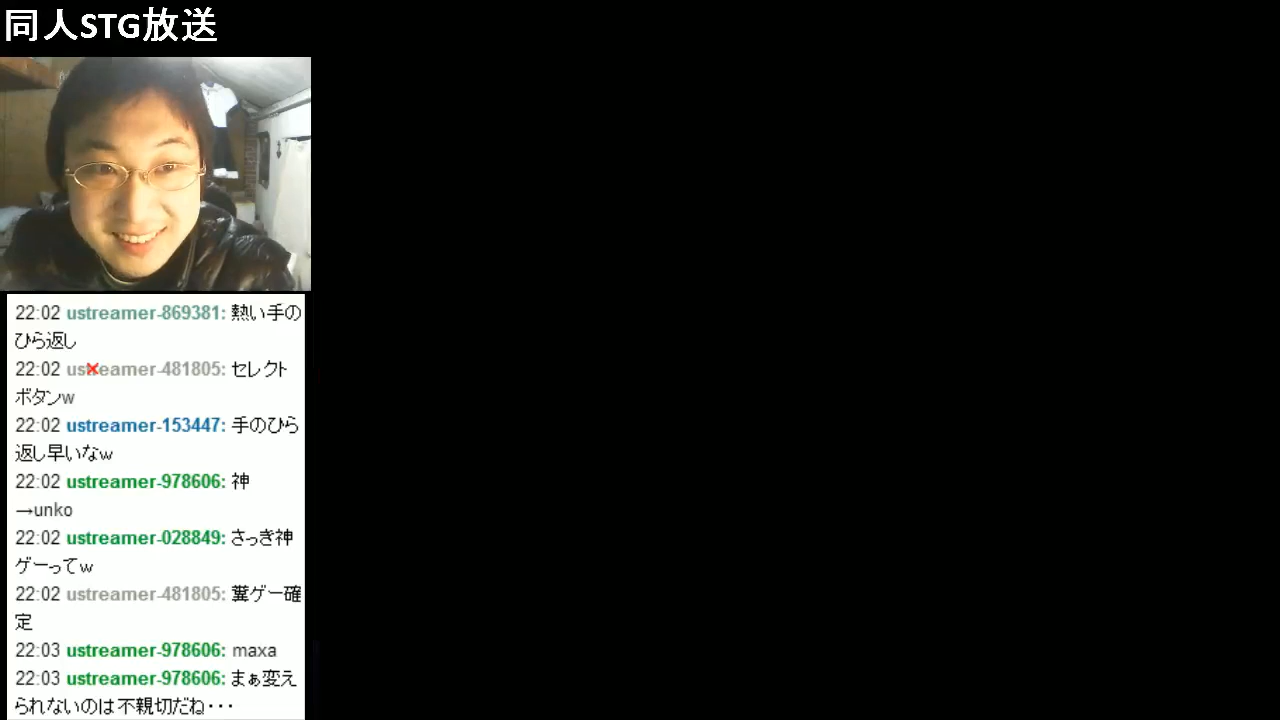 同人STG放送
22:02 ustreamer-869381: 熱い手の
ひら返し
22:02 ustreamer-481805: セレクト
ボタンw
22:02 ustreamer-153447: 手のひら
返し早いなw
22:02 ustreamer-978606: 神
→unko
22:02 ustreamer-028849: さっき神
ゲーってw
22:02 ustreamer-481805: 糞ゲー確
定
22:03 ustreamer-978606: maxa
22:03 ustreamer-978606: まぁ変え
られないのは不親切だね・・・